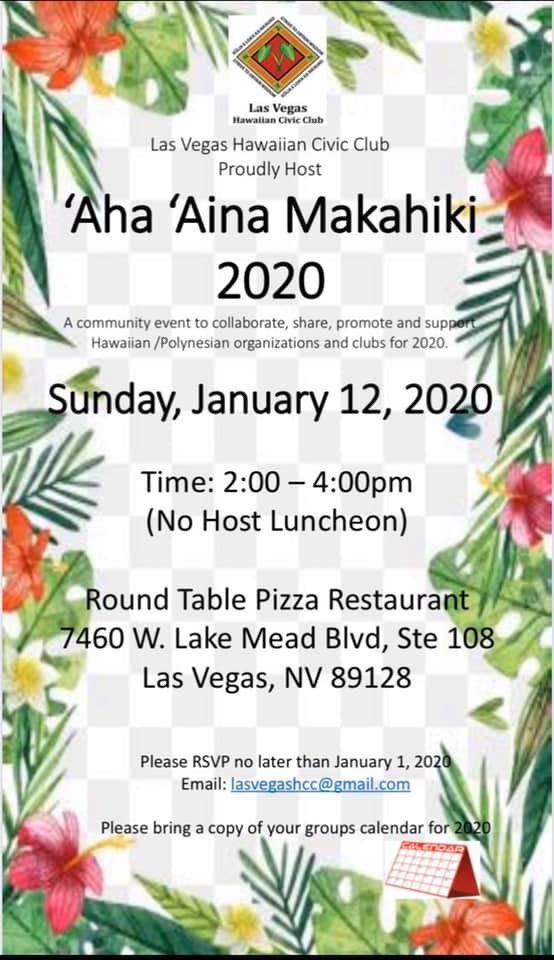 Las Vegas
Hawaiian Civic Club
Las Vegas Hawaiian Civic Club
Proudly Host
‘Aha ‘Aina Makahiki
2020
A community event to collaborate, share, promote and support
Hawaiian /Polynesian organizations and clubs for 2020.
Sunday, January 12, 2020
Time: 2:00 – 4:00pm
(No Host Luncheon)
Round Table Pizza Restaurant
7460 W. Lake Mead Blvd, Ste 108
Las Vegas, NV 89128
Please RSVP no later than January 1, 2020
Email: lasvegashcc@gmail.com
Please bring a copy of your groups calendar for 2020
CALENDAR